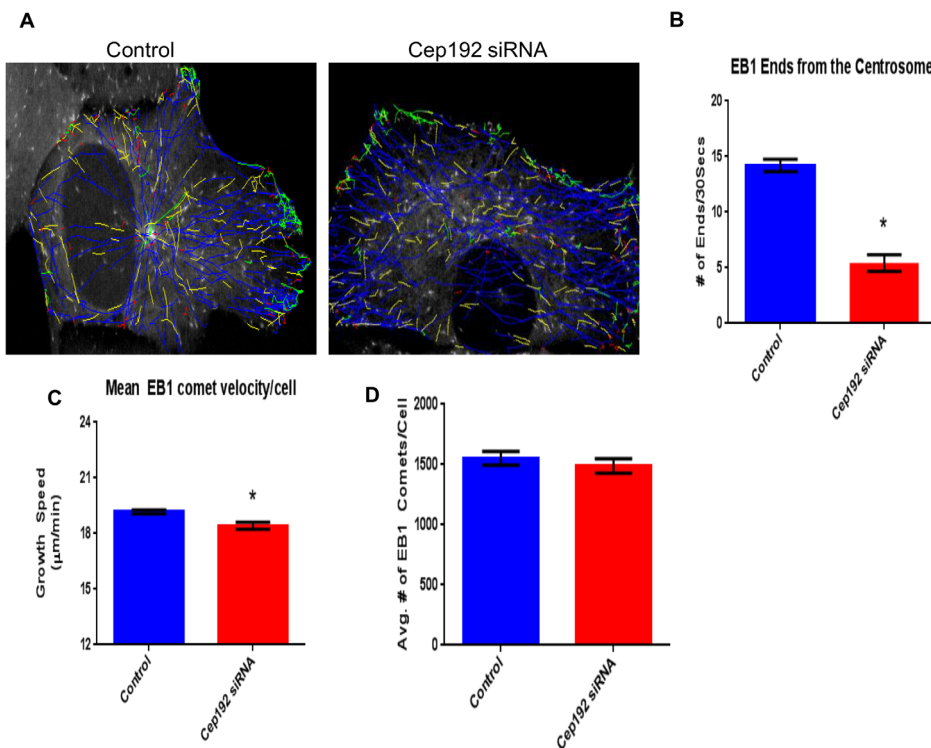 A
Control
Cep192 siRNA
B
EB1 Ends from the Centrosome
# of Ends/30Secs
20
15
10
5
0
*
Control
Cep192 siRNA
C
Mean EB1 comet velocity/cell
Growth Speed
(µm/min)
24
21
18
15
12
*
Control
Cep192 siRNA
D
Avg. # of EB1 Comets/Cell
2000
1500
1000
500
0
Control
Cep192 siRNA